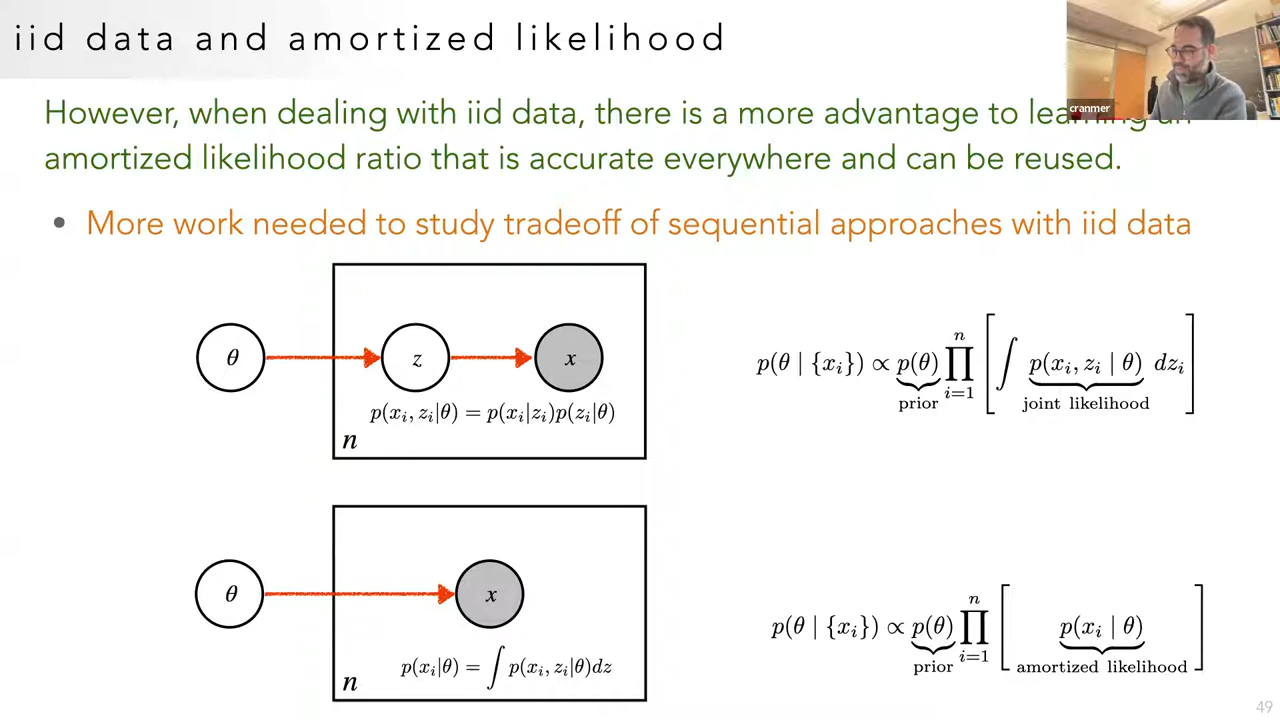 iid data and amortized likelihood
cranmer
However, when dealing with iid data, there is a more advantage to learning an
amortized likelihood ratio that is accurate everywhere and can be reused.
• More work needed to study tradeoff of sequential approaches with iid data
θ z x
p(x_i, z_i|θ) = p(x_i|z_i)p(z_i|θ)
n
p(θ | {x_i}) ∝ p(θ) ∏_{i=1}^{n} [ ∫ p(x_i, z_i | θ) dz_i ]
prior joint likelihood
θ x
p(x_i|θ) = ∫ p(x_i, z_i|θ)dz
n
p(θ | {x_i}) ∝ p(θ) ∏_{i=1}^{n} [ p(x_i | θ) ]
prior amortized likelihood
49